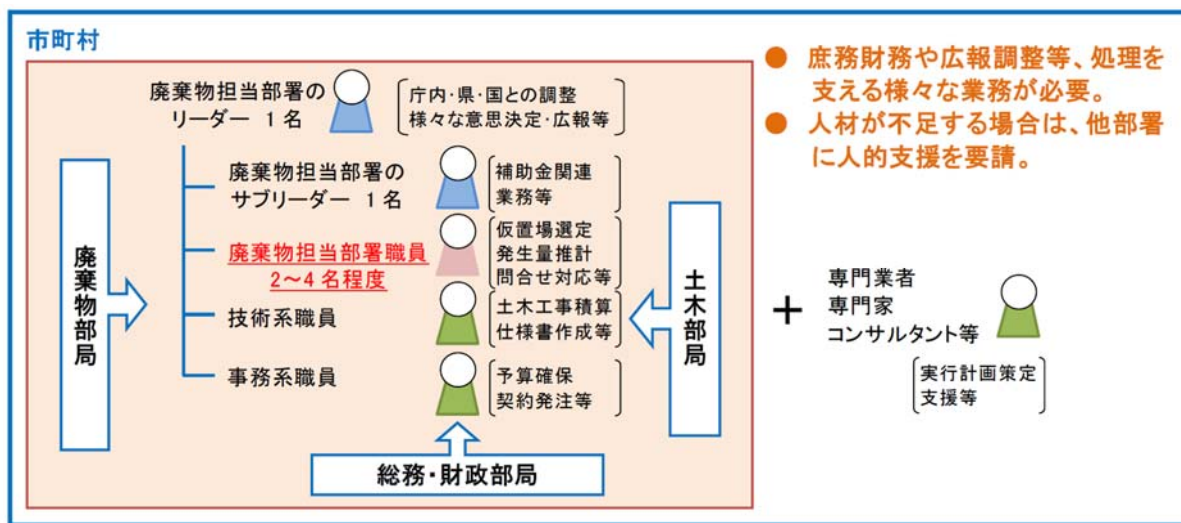 市町村
廃棄物担当部署の
リーダー 1名
庁内・県・国との調整
様々な意思決定・広報等
廃棄物担当部署の
サブリーダー 1名
補助金関連
業務等
廃棄物担当部署職員
2～4名程度
仮置場選定
発生量推計
問合せ対応等
技術系職員
土木工事積算
仕様書作成等
事務系職員
予算確保
契約発注等
廃棄物部局
土木部局
総務・財政部局
● 庶務財務や広報調整等、処理を
支える様々な業務が必要。
● 人材が不足する場合は、他部署
に人的支援を要請。
＋
専門業者
専門家
コンサルタント等
実行計画策定
支援等